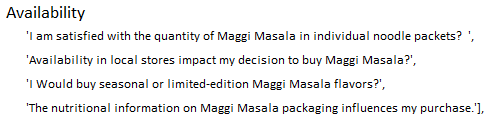 Availability
'I am satisfied with the quantity of Maggi Masala in individual noodle packets?  ',
'Availability in local stores impact my decision to buy Maggi Masala?',
'I Would buy seasonal or limited-edition Maggi Masala flavors?',
'The nutritional information on Maggi Masala packaging influences my purchase.'],